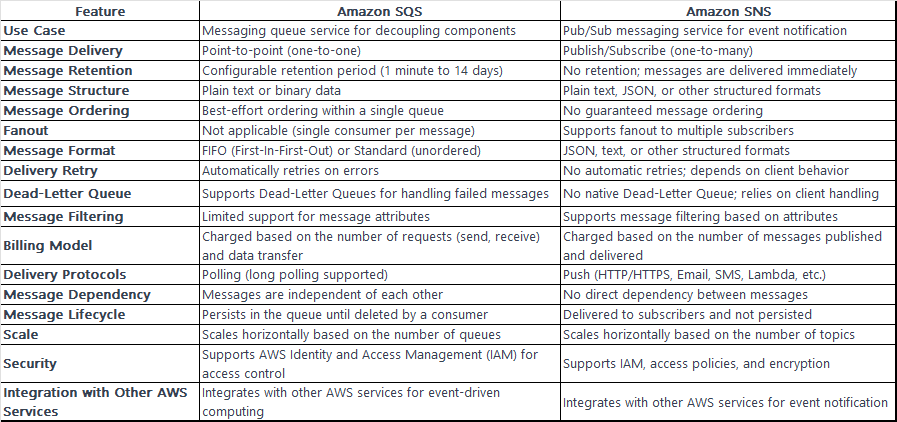 Feature Amazon SQS Amazon SNS
Use Case Messaging queue service for decoupling components Pub/Sub messaging service for event notification
Message Delivery Point-to-point (one-to-one) Publish/Subscribe (one-to-many)
Message Retention Configurable retention period (1 minute to 14 days) No retention; messages are delivered immediately
Message Structure Plain text or binary data Plain text, JSON, or other structured formats
Message Ordering Best-effort ordering within a single queue No guaranteed message ordering
Fanout Not applicable (single consumer per message) Supports fanout to multiple subscribers
Message Format FIFO (First-In-First-Out) or Standard (unordered) JSON, text, or other structured formats
Delivery Retry Automatically retries on errors No automatic retries; depends on client behavior
Dead-Letter Queue Supports Dead-Letter Queues for handling failed messages No native Dead-Letter Queue; relies on client handling
Message Filtering Limited support for message attributes Supports message filtering based on attributes
Billing Model Charged based on the number of requests (send, receive) Charged based on the number of messages published
and data transfer and delivered
Delivery Protocols Polling (long polling supported) Push (HTTP/HTTPS, Email, SMS, Lambda, etc.)
Message Dependency Messages are independent of each other No direct dependency between messages
Message Lifecycle Persists in the queue until deleted by a consumer Delivered to subscribers and not persisted
Scale Scales horizontally based on the number of queues Scales horizontally based on the number of topics
Security Supports AWS Identity and Access Management (IAM) for Supports IAM, access policies, and encryption
access control
Integration with Other AWS Integrates with other AWS services for event-driven Integrates with other AWS services for event notification
Services computing